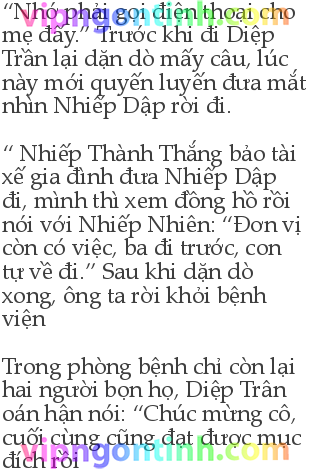 vipngontinh.com
“Nhớ phải gọi điện thoại cho
mẹ đấy.” Trước khi đi Diệp
Trân lại dặn dò mấy câu, lúc
này mới quyến luyến đưa mắt
nhìn Nhiếp Dập rời đi.
“ Nhiếp Thành Thắng bảo tài
xế gia đình đưa Nhiếp Dập
đi, mình thì xem đồng hồ rồi
nói với Nhiếp Nhiên: “Đơn vị
còn có việc, ba đi trước, con
tự về đi.” Sau khi dặn dò
xong, ông ta rời khỏi bệnh
viện
Trong phòng bệnh chỉ còn lại
hai người bọn họ, Diệp Trân
oán hận nói: “Chúc mừng cô,
cuối cùng cũng đạt được mục
đích rồi
vipngontinh.com